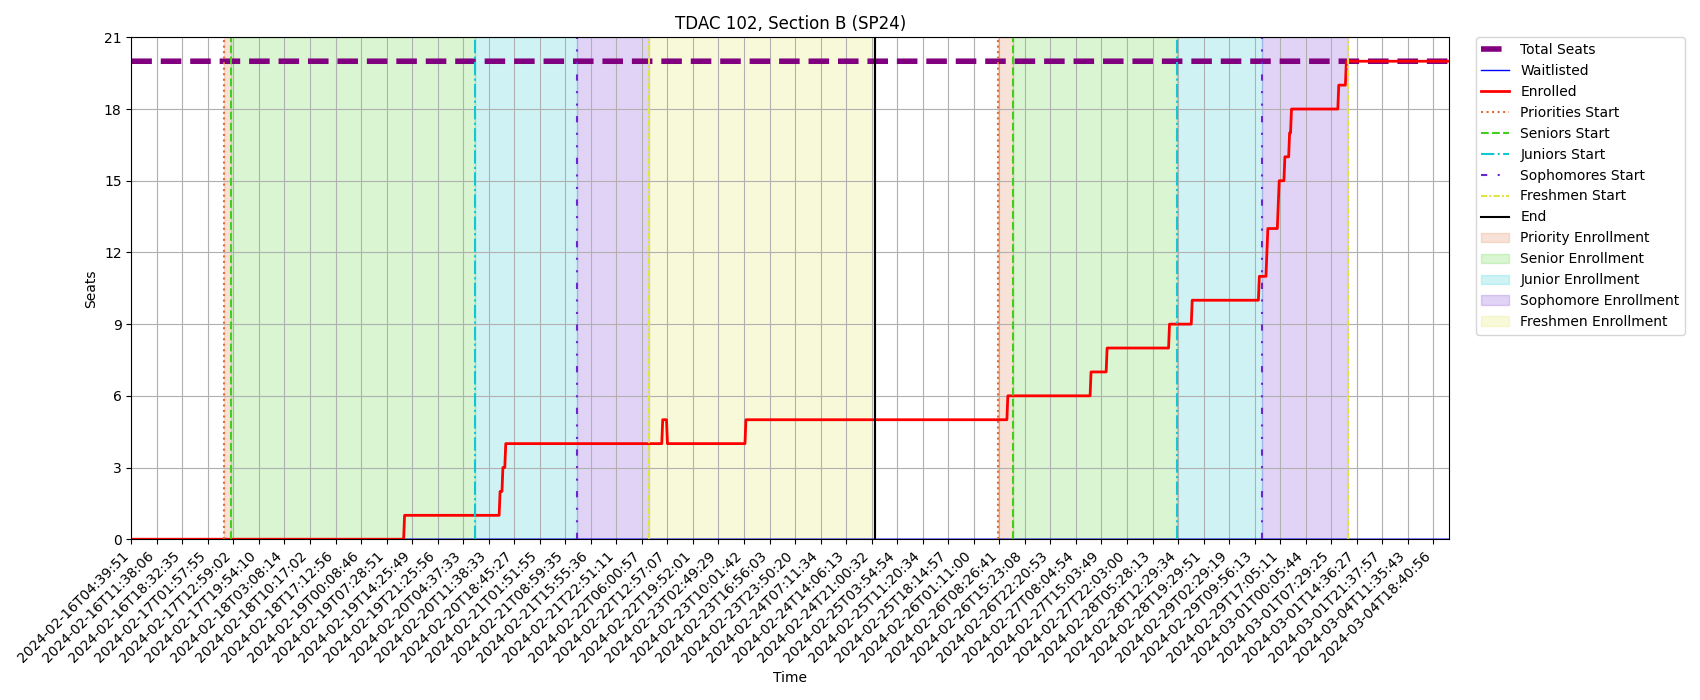 TDAC 102, Section B (SP24)
21
18
15
12
9
6
3
0
Seats
2024-02-16T04:39:51
2024-02-16T11:38:06
2024-02-16T18:32:35
2024-02-17T01:57:55
2024-02-17T12:59:02
2024-02-17T19:54:10
2024-02-18T03:08:14
2024-02-18T10:17:02
2024-02-18T17:12:56
2024-02-19T00:08:46
2024-02-19T07:28:51
2024-02-19T14:25:49
2024-02-19T21:25:56
2024-02-20T04:37:33
2024-02-20T11:38:33
2024-02-20T18:45:27
2024-02-21T01:51:55
2024-02-21T08:59:35
2024-02-21T15:55:36
2024-02-21T22:51:11
2024-02-22T06:00:57
2024-02-22T12:57:07
2024-02-22T19:52:01
2024-02-23T02:49:29
2024-02-23T10:01:42
2024-02-23T16:56:03
2024-02-23T23:50:20
2024-02-24T07:11:34
2024-02-24T14:06:13
2024-02-24T21:00:32
2024-02-25T03:54:54
2024-02-25T11:20:34
2024-02-25T18:14:57
2024-02-26T01:11:00
2024-02-26T08:26:41
2024-02-26T15:23:08
2024-02-26T22:20:53
2024-02-27T08:04:54
2024-02-27T15:03:49
2024-02-27T22:03:00
2024-02-28T05:28:13
2024-02-28T12:29:34
2024-02-28T19:29:51
2024-02-29T02:29:19
2024-02-29T09:56:13
2024-02-29T17:05:11
2024-03-01T00:05:44
2024-03-01T07:29:25
2024-03-01T14:36:27
2024-03-01T21:37:57
2024-03-04T11:35:43
2024-03-04T18:40:56
Time
Total Seats
Waitlisted
Enrolled
Priorities Start
Seniors Start
Juniors Start
Sophomores Start
Freshmen Start
End
Priority Enrollment
Senior Enrollment
Junior Enrollment
Sophomore Enrollment
Freshmen Enrollment